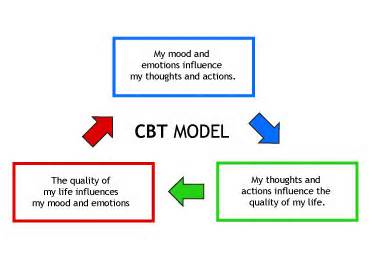 My mood and
emotions influence
my thoughts and actions.
CBT MODEL
The quality of
my life influences
my mood and emotions
My thoughts and
actions influence the
quality of my life.